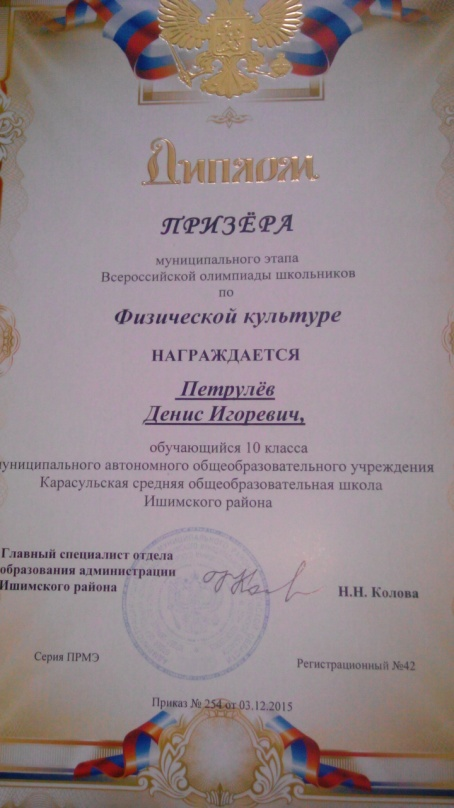 Диплом
ПРИЗЁРА
муниципального этапа
Всероссийской олимпиады школьников
по
Физической культуре
НАГРАЖДАЕТСЯ
Петрулёв
Денис Игоревич,
обучающийся 10 класса
униципального автономного общеобразовательного учреждения
Карасульская средняя общеобразовательная школа
Ишимского района
Главный специалист отдела
образования администрации
Ишимского района
Н.Н. Колова
Серия ПРМЭ
Регистрационный №42
Приказ № 254 от 03.12.2015